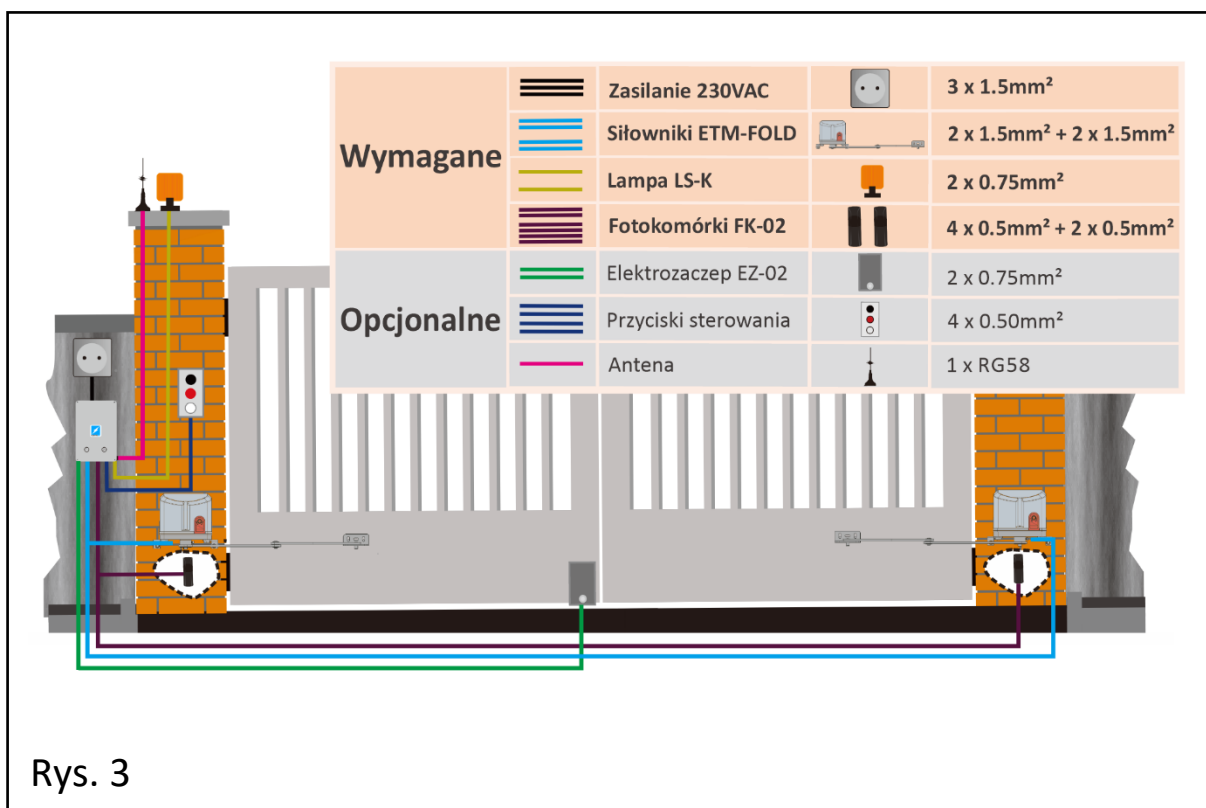 Wymagane
Zasilanie 230VAC 3 x 1.5mm²
Siłowniki ETM-FOLD 2 x 1.5mm² + 2 x 1.5mm²
Lampa LS-K 2 x 0.75mm²
Fotokomórki FK-02 4 x 0.5mm² + 2 x 0.5mm²
Opcjonalne
Elektrozaczep EZ-02 2 x 0.75mm²
Przyciski sterowania 4 x 0.50mm²
Antena 1 x RG58
Rys. 3